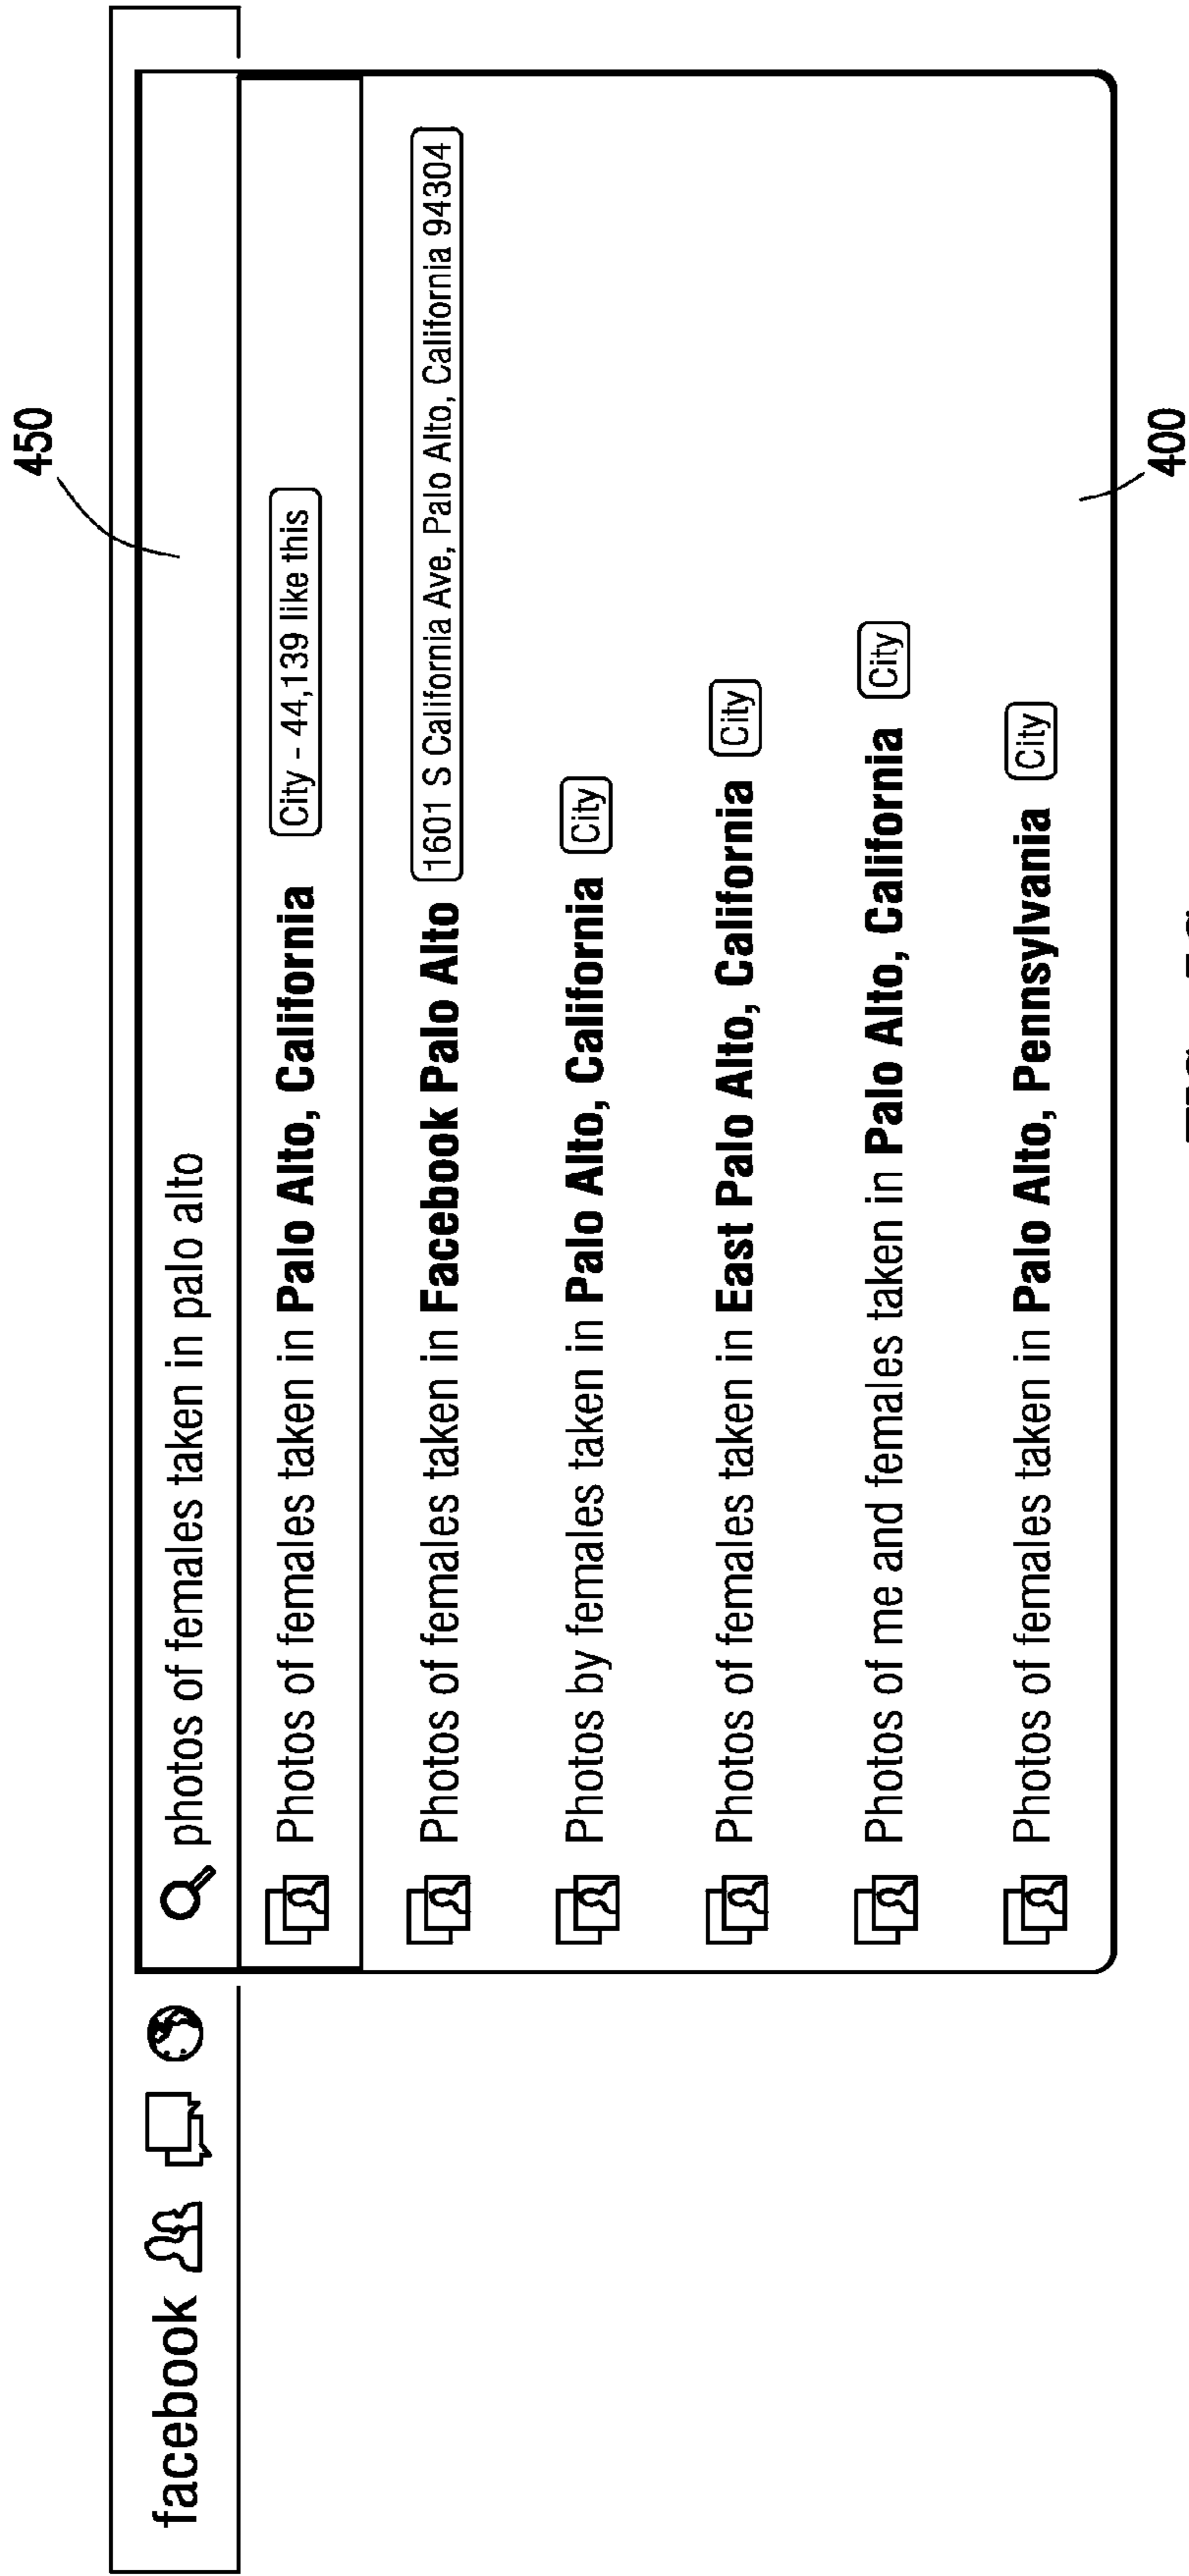 450
facebook
photos of females taken in palo alto
Photos of females taken in Palo Alto, California City - 44,139 like this
Photos of females taken in Facebook Palo Alto 1601 S California Ave, Palo Alto, California 94304
Photos by females taken in Palo Alto, California City
Photos of females taken in East Palo Alto, California City
Photos of me and females taken in Palo Alto, California City
Photos of females taken in Palo Alto, Pennsylvania City
400